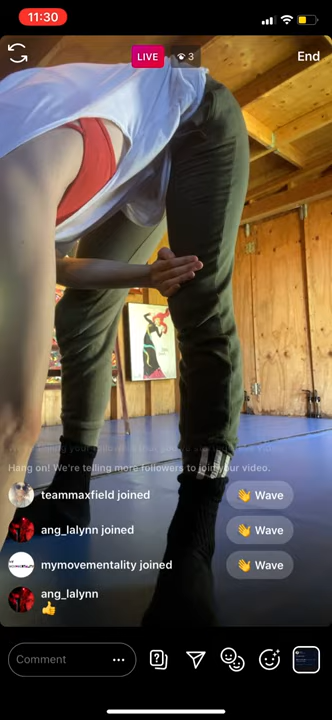 11:30
LIVE
3
End
Hang on! We're telling more followers to join your video.
teammaxfield joined
Wave
ang_lalynn joined
Wave
mymovementality joined
Wave
ang_lalynn
Comment